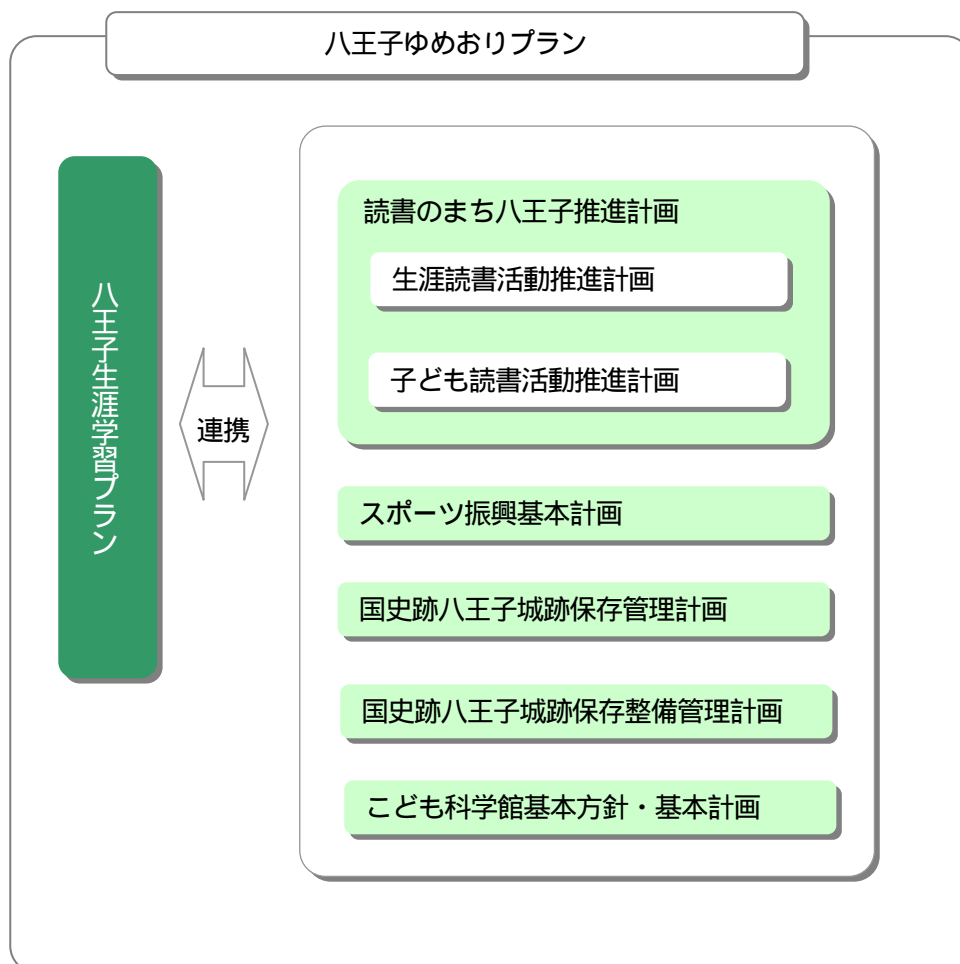 八王子ゆめおりプラン
八王子生涯学習プラン
連携
読書のまち八王子推進計画
生涯読書活動推進計画
子ども読書活動推進計画
スポーツ振興基本計画
国史跡八王子城跡保存管理計画
国史跡八王子城跡保存整備管理計画
こども科学館基本方針・基本計画